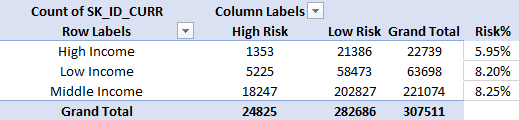 Count of SK_ID_CURR Column Labels
Row Labels High Risk Low Risk Grand Total Risk%
High Income 1353 21386 22739 5.95%
Low Income 5225 58473 63698 8.20%
Middle Income 18247 202827 221074 8.25%
Grand Total 24825 282686 307511